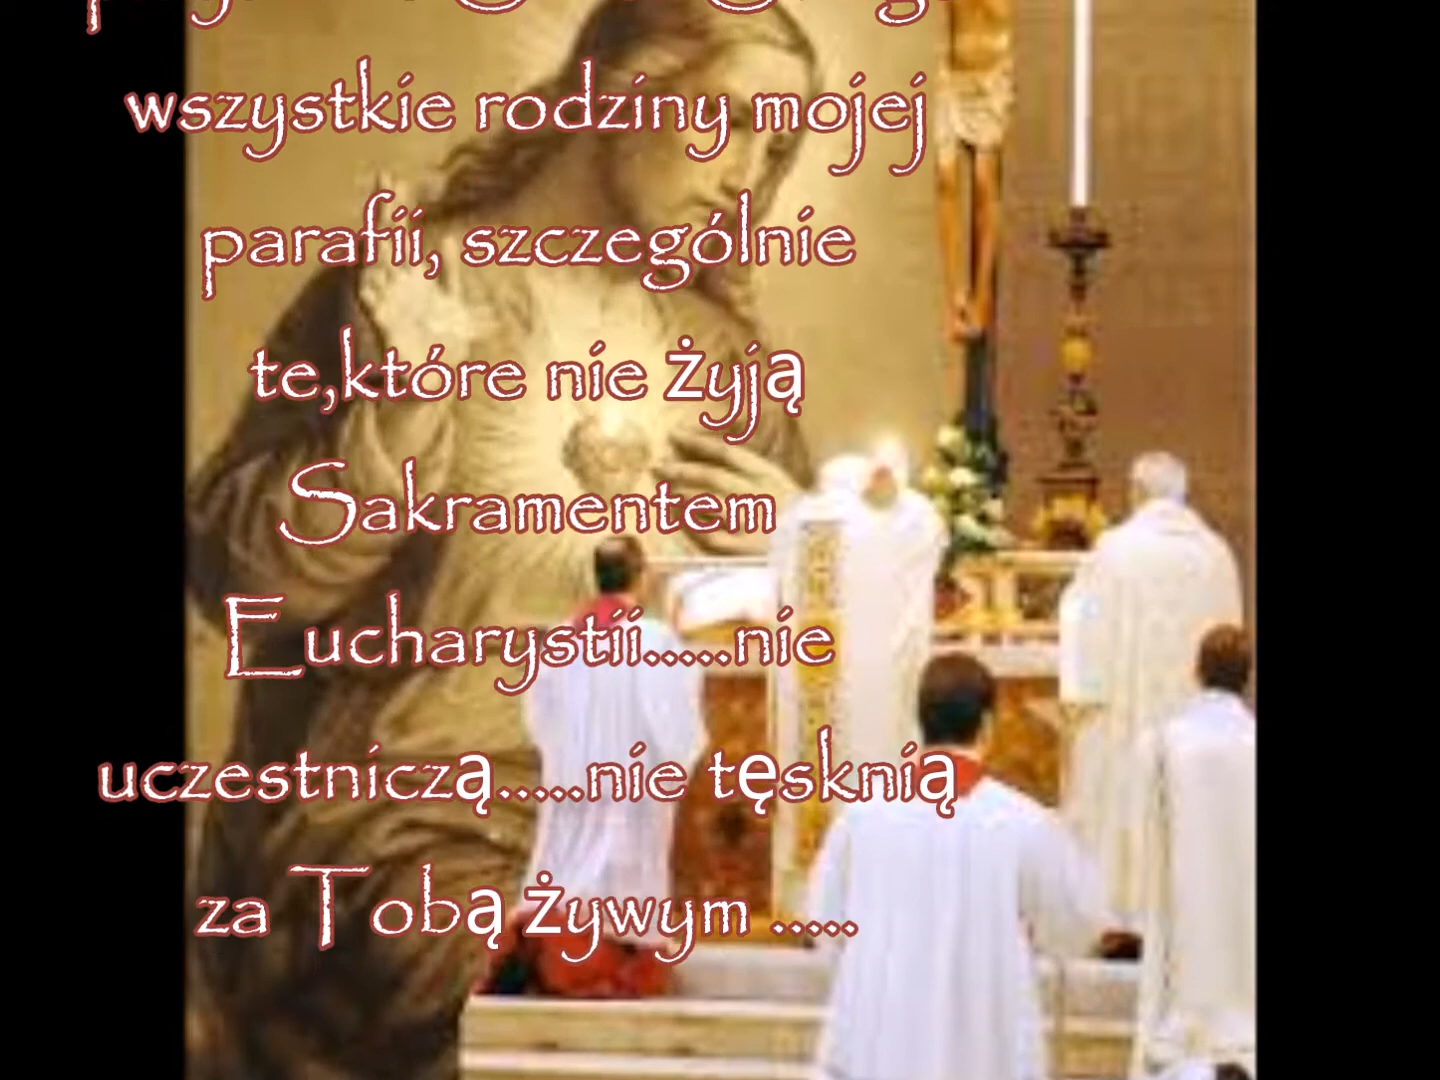 wszystkie rodziny mojej
parafii, szczególnie
te,które nie żyją
Sakramentem
Eucharystii.....nie
uczestniczą.....nie tęsknią
za Tobą żywym .....